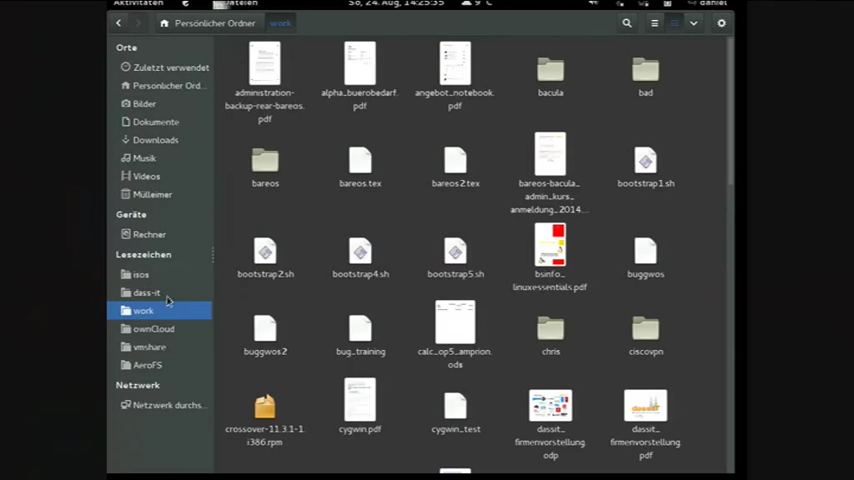 Aktivitäten
Dateien
So, 24. Aug, 14:25:35
9 °C
daniel
Persönlicher Ordner
work
Orte
Zuletzt verwendet
Persönlicher Ord...
Bilder
Dokumente
Downloads
Musik
Videos
Mülleimer
Geräte
Rechner
Lesezeichen
isos
dass-it
work
ownCloud
vmshare
AeroFS
Netzwerk
Netzwerk durchs...
administration-
backup-rear-bareos.
pdf
alpha_buerobedarf.
pdf
angebot_notebook.
pdf
bacula
bad
bareos
bareos.tex
bareos2.tex
bareos-bacula_
admin_kurs_
anmeldung_2014...
bootstrap1.sh
bootstrap2.sh
bootstrap4.sh
bootstrap5.sh
bsinfo_
linuxessentials.pdf
buggwos
buggwos2
bug_training
calc_op5_amprion.
ods
chris
ciscovpn
crossover-11.3.1-1.
i386.rpm
cygwin.pdf
cygwin_test
dassit_
firmenvorstellung.
odp
dassit_
firmenvorstellung.
pdf